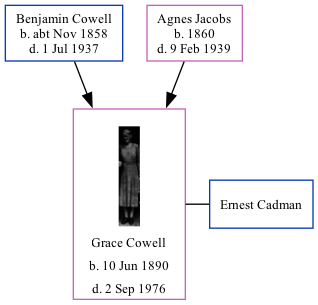 Benjamin Cowell
b. abt Nov 1858
d. 1 Jul 1937
Agnes Jacobs
b. 1860
d. 9 Feb 1939
Grace Cowell
b. 10 Jun 1890
d. 2 Sep 1976
Ernest Cadman